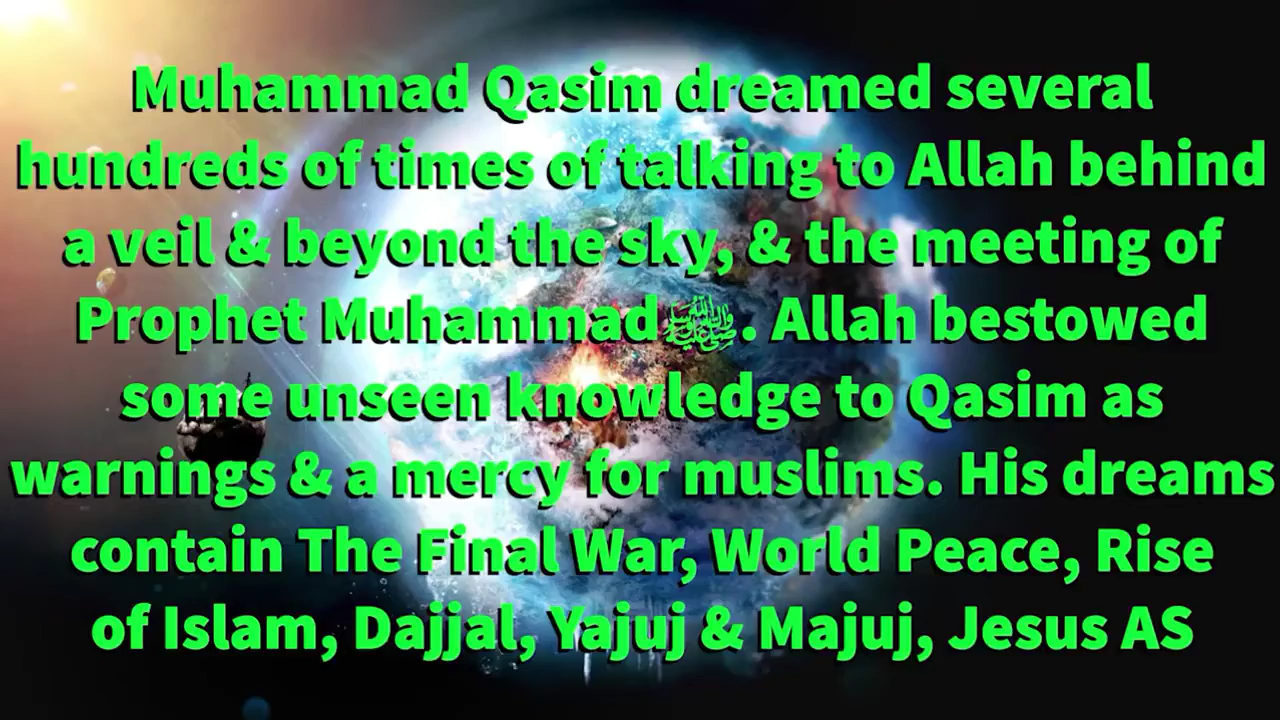 Muhammad Qasim dreamed several
hundreds of times of talking to Allah behind
a veil & beyond the sky, & the meeting of
Prophet Muhammadﷺ. Allah bestowed
some unseen knowledge to Qasim as
warnings & a mercy for muslims. His dreams
contain The Final War, World Peace, Rise
of Islam, Dajjal, Yajuj & Majuj, Jesus AS